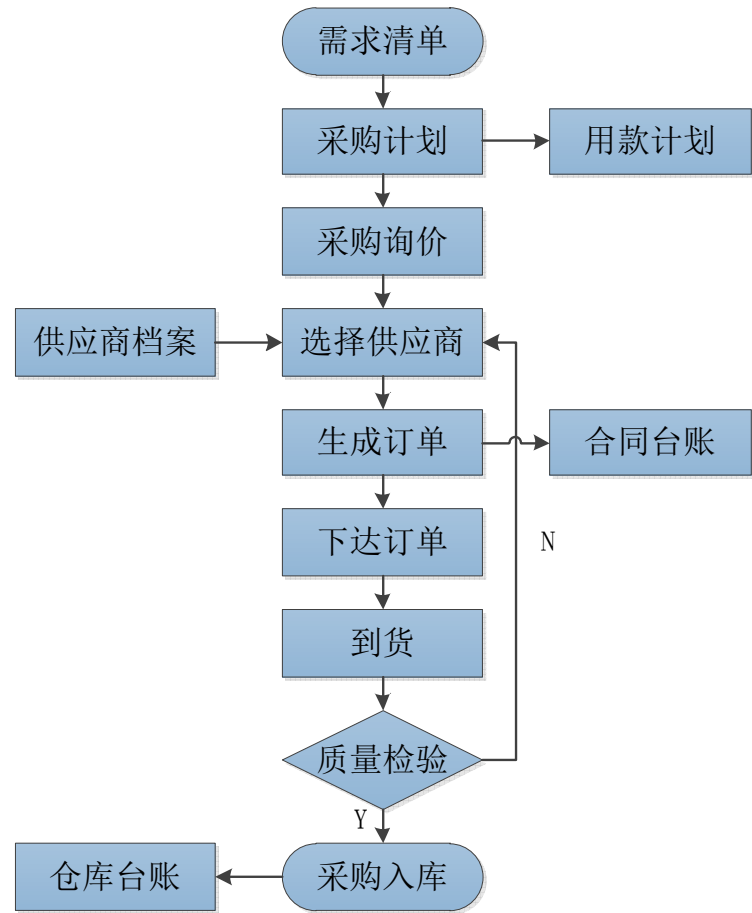 需求清单
采购计划
用款计划
采购询价
供应商档案
选择供应商
生成订单
合同台账
下达订单
N
到货
质量检验
Y
仓库台账
采购入库